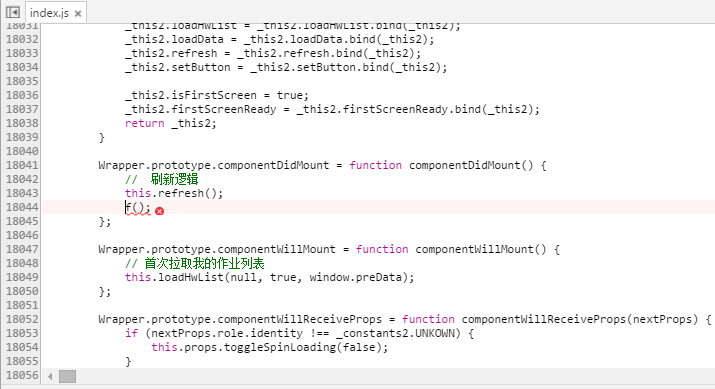 index.js ×
18031 _this2.loadHwList = _this2.loadHwList.bind(_this2);
18032 _this2.loadData = _this2.loadData.bind(_this2);
18033 _this2.refresh = _this2.refresh.bind(_this2);
18034 _this2.setButton = _this2.setButton.bind(_this2);
18035
18036 _this2.isFirstScreen = true;
18037 _this2.firstScreenReady = _this2.firstScreenReady.bind(_this2);
18038 return _this2;
18039 }
18040
18041 Wrapper.prototype.componentDidMount = function componentDidMount() {
18042 // 刷新逻辑
18043 this.refresh();
18044 f();
18045 };
18046
18047 Wrapper.prototype.componentWillMount = function componentWillMount() {
18048 // 首次拉取我的作业列表
18049 this.loadHwList(null, true, window.preData);
18050 };
18051
18052 Wrapper.prototype.componentWillReceiveProps = function componentWillReceiveProps(nextProps) {
18053 if (nextProps.role.identity !== _constants2.UNKOWN) {
18054 this.props.toggleSpinLoading(false);
18055 }
18056